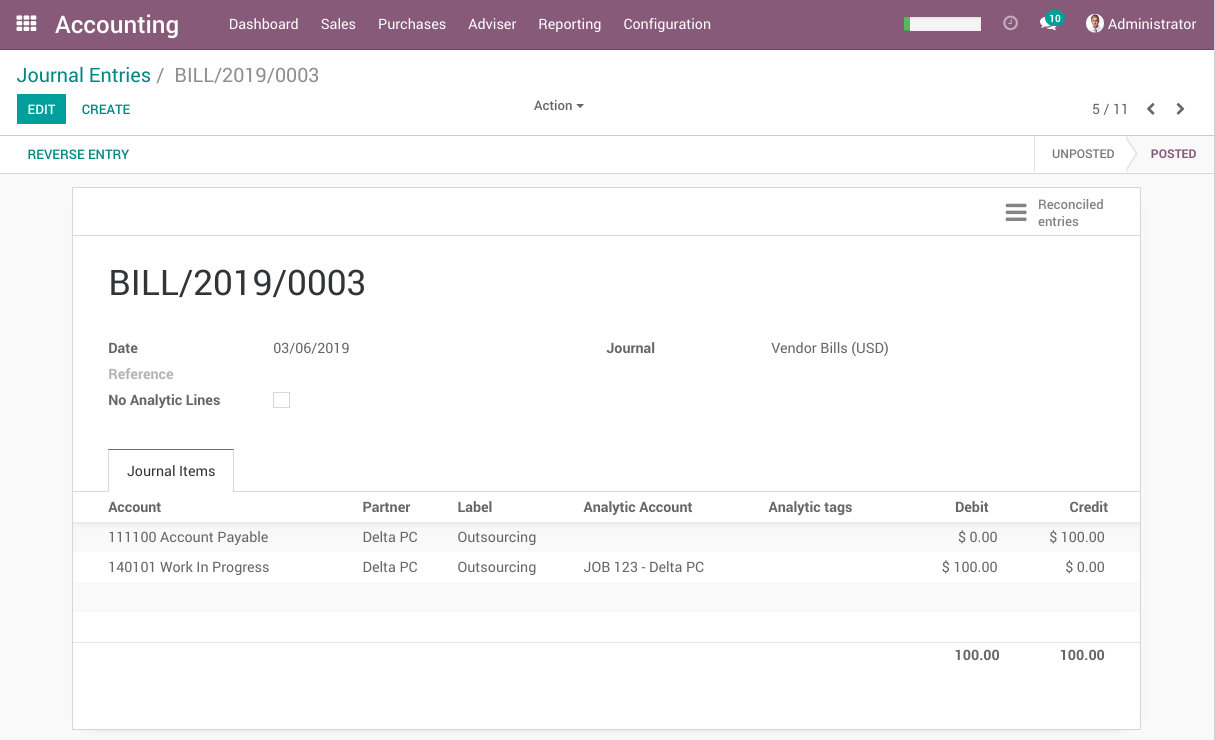 Accounting Dashboard Sales Purchases Adviser Reporting Configuration 10 Administrator
Journal Entries / BILL/2019/0003
EDIT CREATE Action 5 / 11
REVERSE ENTRY UNPOSTED POSTED
Reconciled
entries
BILL/2019/0003
Date 03/06/2019 Journal Vendor Bills (USD)
Reference
No Analytic Lines
Journal Items
Account Partner Label Analytic Account Analytic tags Debit Credit
111100 Account Payable Delta PC Outsourcing $ 0.00 $ 100.00
140101 Work In Progress Delta PC Outsourcing JOB 123 - Delta PC $ 100.00 $ 0.00
100.00 100.00